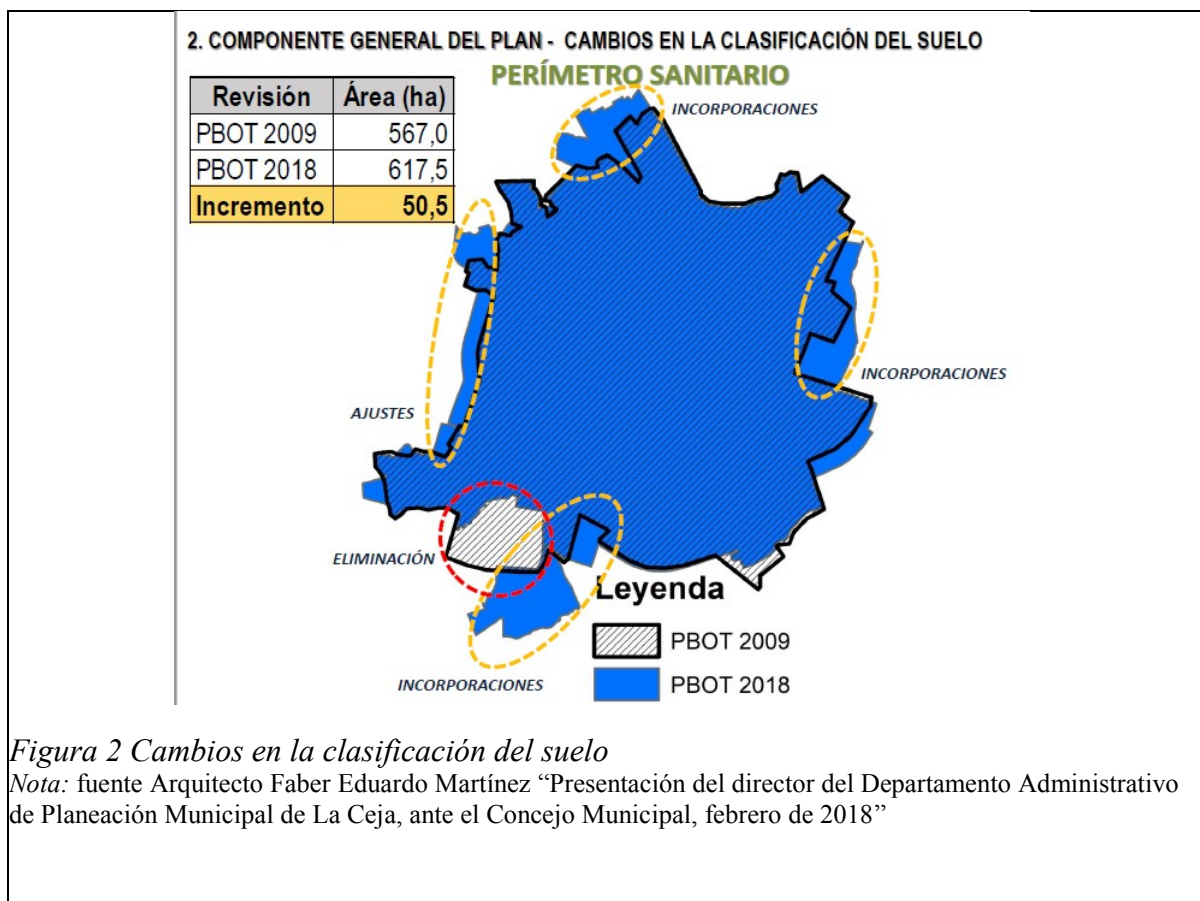 2. COMPONENTE GENERAL DEL PLAN - CAMBIOS EN LA CLASIFICACIÓN DEL SUELO
PERÍMETRO SANITARIO
Revisión Área (ha)
PBOT 2009 567,0
PBOT 2018 617,5
Incremento 50,5
INCORPORACIONES
INCORPORACIONES
AJUSTES
ELIMINACIÓN
INCORPORACIONES
Leyenda
PBOT 2009
PBOT 2018
Figura 2 Cambios en la clasificación del suelo
Nota: fuente Arquitecto Faber Eduardo Martínez “Presentación del director del Departamento Administrativo
de Planeación Municipal de La Ceja, ante el Concejo Municipal, febrero de 2018”